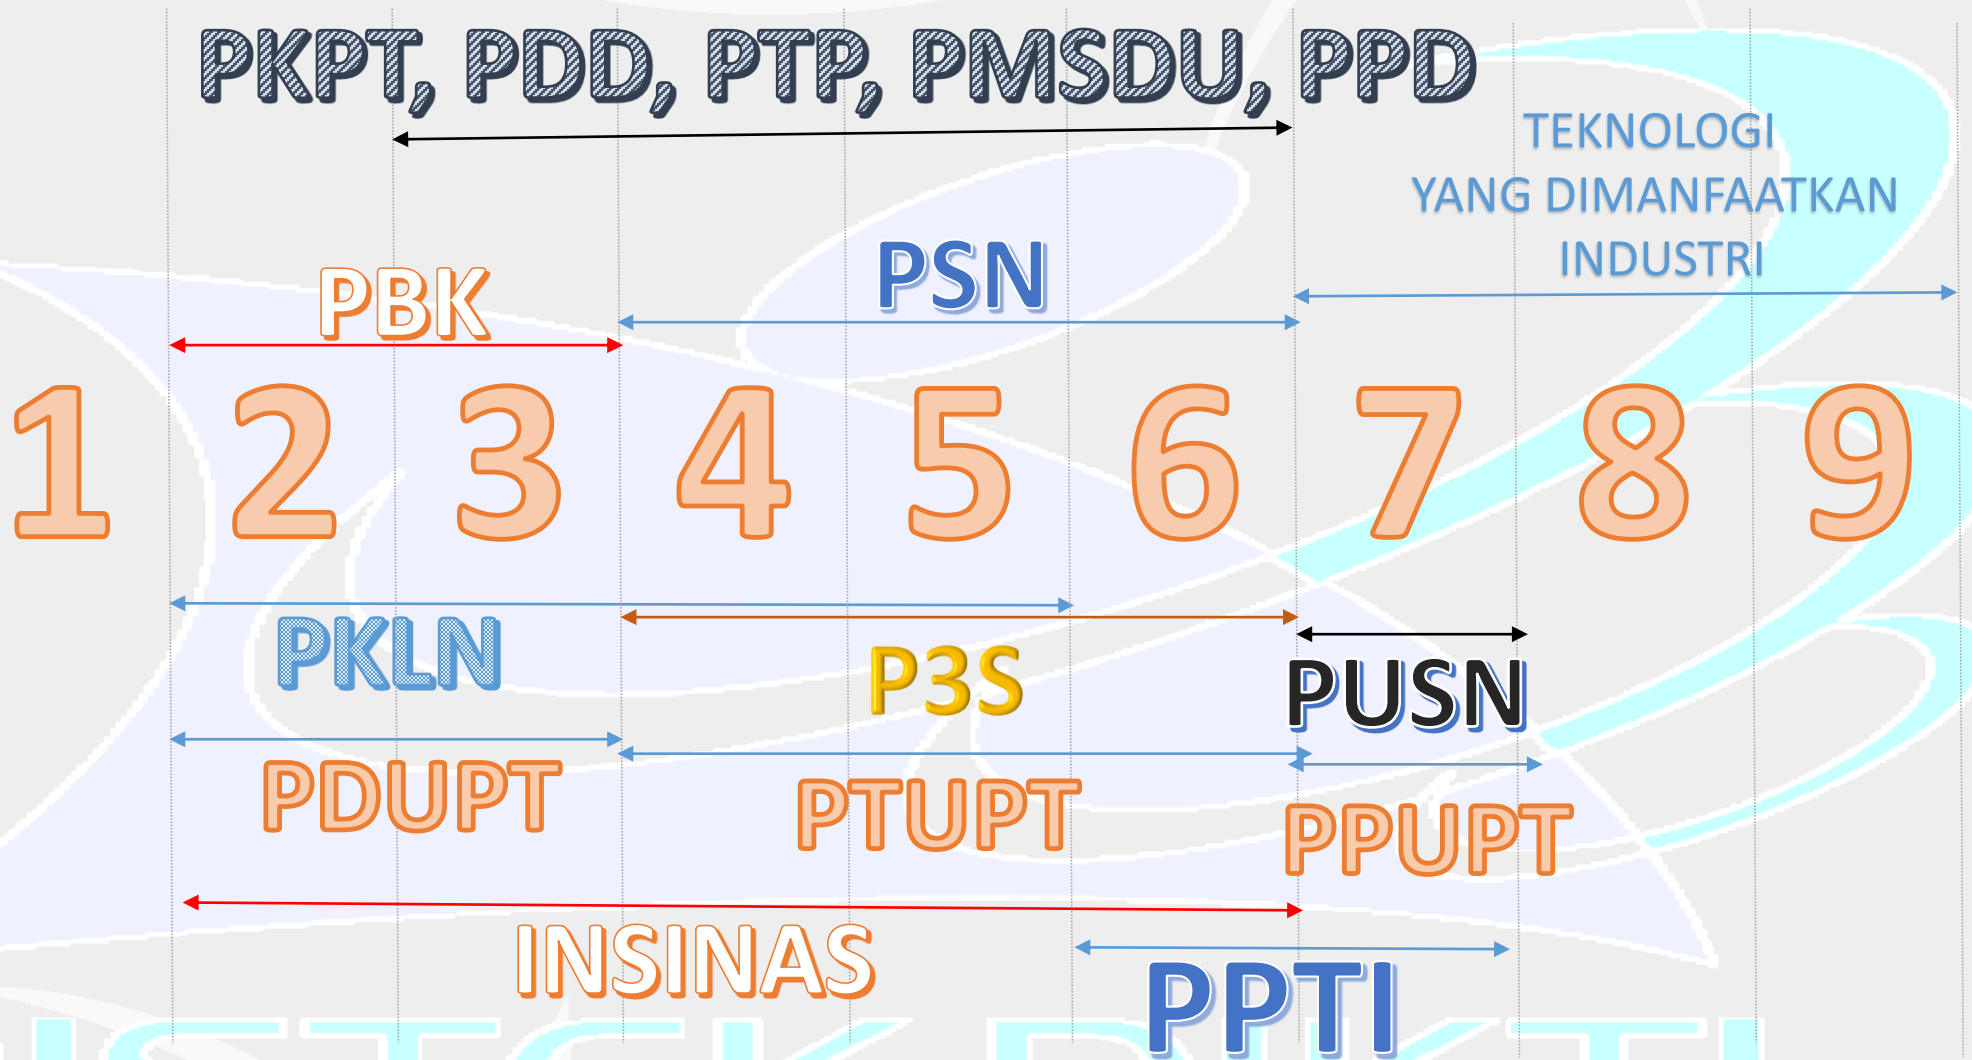 PKPT, PDD, PTP, PMSDU, PPD
TEKNOLOGI
YANG DIMANFAATKAN
INDUSTRI
PSN
PBK
1 2 3 4 5 6 7 8 9
PKLN
P3S
PUSN
PDUPT
PTUPT
PPUPT
INSINAS
PPTI